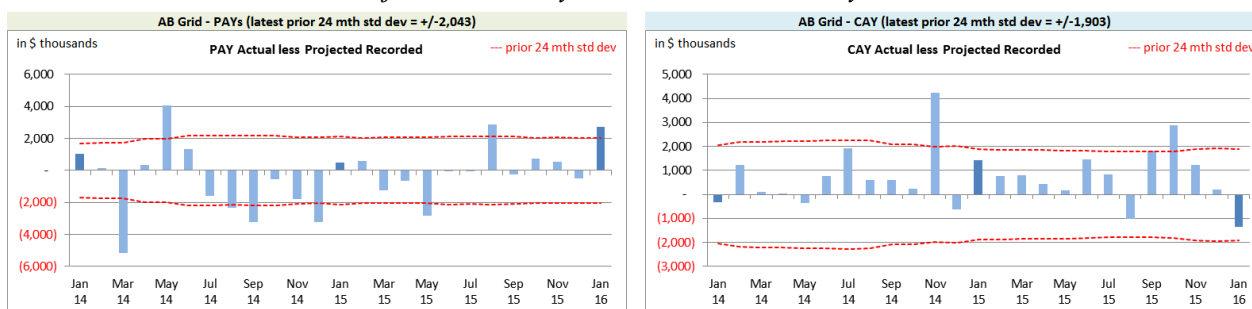 AB Grid - PAYs (latest prior 24 mth std dev = +/-2,043)
in $ thousands
PAY Actual less Projected Recorded
--- prior 24 mth std dev
6,000
4,000
2,000
-
(2,000)
(4,000)
(6,000)
Jan Mar May Jul Sep Nov Jan Mar May Jul Sep Nov Jan
14 14 14 14 14 14 15 15 15 15 15 15 16
AB Grid - CAY (latest prior 24 mth std dev = +/-1,903)
in $ thousands
CAY Actual less Projected Recorded
--- prior 24 mth std dev
5,000
4,000
3,000
2,000
1,000
-
(1,000)
(2,000)
(3,000)
Jan Mar May Jul Sep Nov Jan Mar May Jul Sep Nov Jan
14 14 14 14 14 14 15 15 15 15 15 15 16